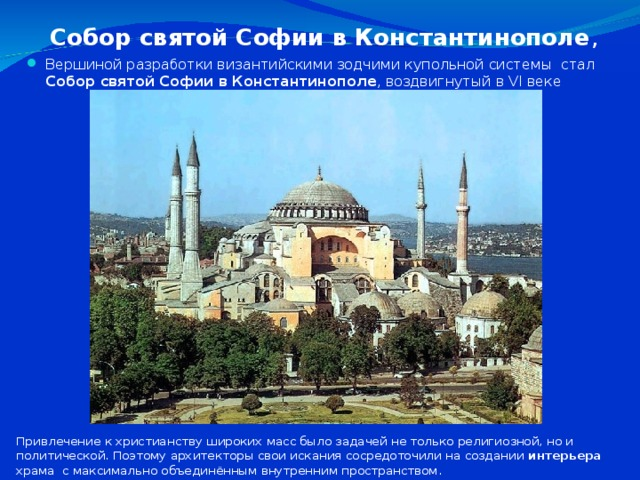 Собор святой Софии в Константинополе,
Вершиной разработки византийскими зодчими купольной системы стал
Собор святой Софии в Константинополе, воздвигнутый в VI веке
Привлечение к христианству широких масс было задачей не только религиозной, но и
политической. Поэтому архитекторы свои искания сосредоточили на создании интерьера
храма с максимально объединённым внутренним пространством.